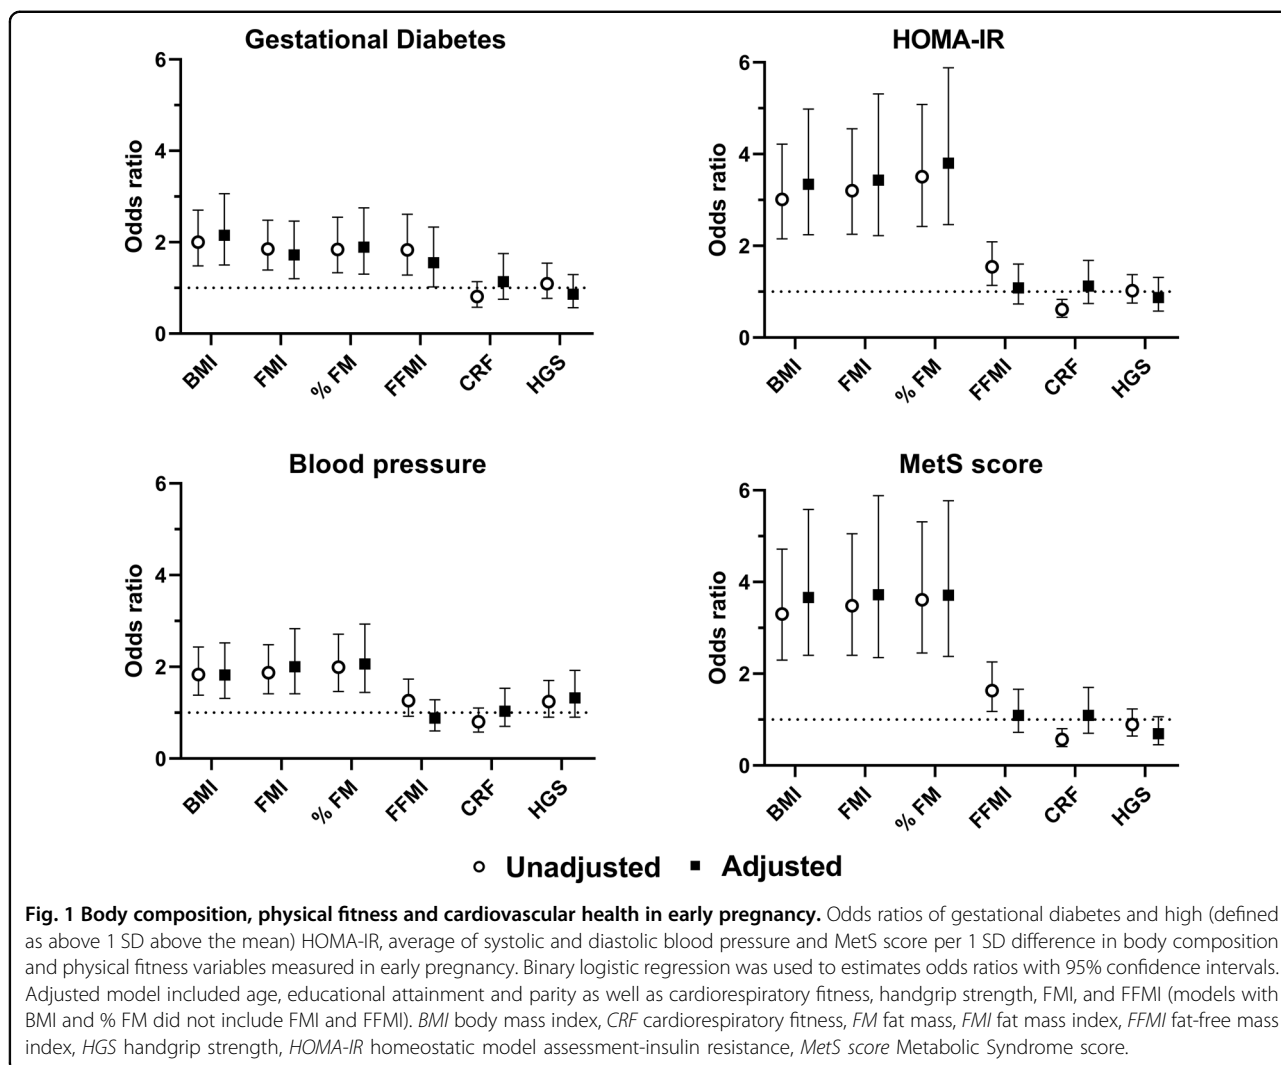 Gestational Diabetes
Odds ratio
6
4
2
0
BMI
FMI
% FM
FFMI
CRF
HGS
HOMA-IR
Odds ratio
6
4
2
0
BMI
FMI
% FM
FFMI
CRF
HGS
Blood pressure
Odds ratio
6
4
2
0
BMI
FMI
% FM
FFMI
CRF
HGS
MetS score
Odds ratio
6
4
2
0
BMI
FMI
% FM
FFMI
CRF
HGS
Unadjusted Adjusted
Fig. 1 Body composition, physical fitness and cardiovascular health in early pregnancy. Odds ratios of gestational diabetes and high (defined
as above 1 SD above the mean) HOMA-IR, average of systolic and diastolic blood pressure and MetS score per 1 SD difference in body composition
and physical fitness variables measured in early pregnancy. Binary logistic regression was used to estimates odds ratios with 95% confidence intervals.
Adjusted model included age, educational attainment and parity as well as cardiorespiratory fitness, handgrip strength, FMI, and FFMI (models with
BMI and % FM did not include FMI and FFMI). BMI body mass index, CRF cardiorespiratory fitness, FM fat mass, FMI fat mass index, FFMI fat-free mass
index, HGS handgrip strength, HOMA-IR homeostatic model assessment-insulin resistance, MetS score Metabolic Syndrome score.